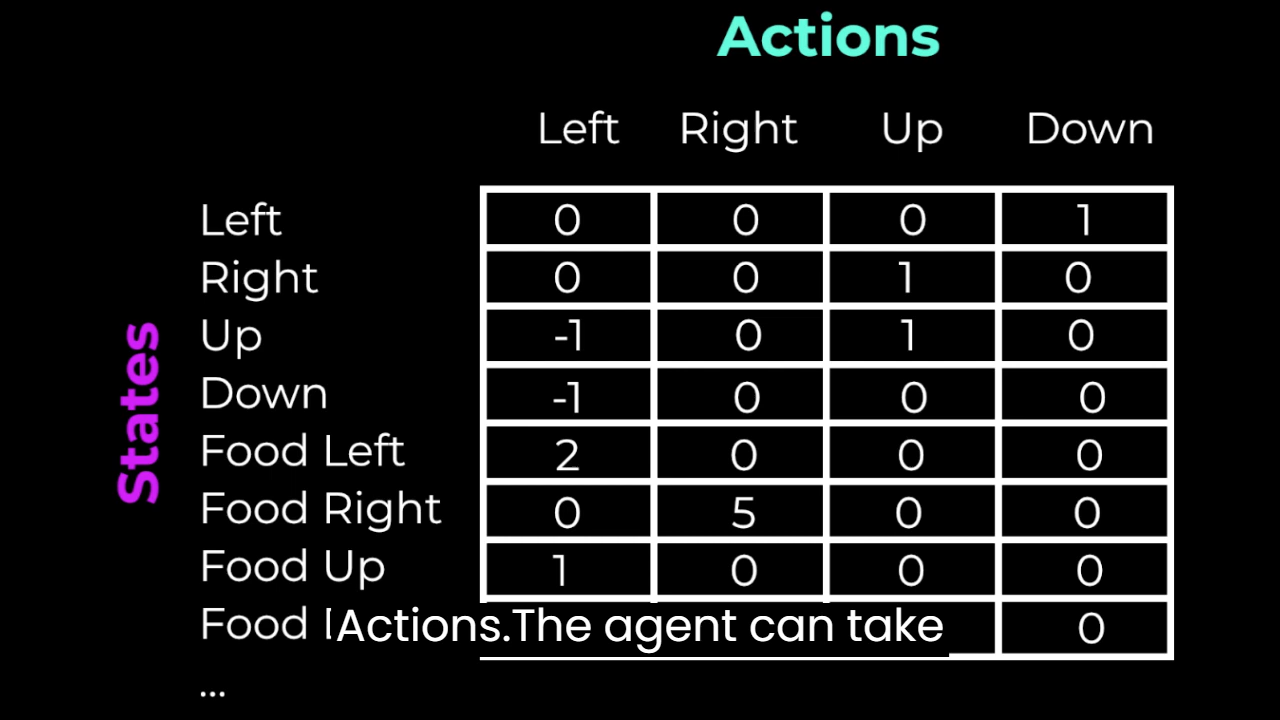 Actions
Left Right Up Down
States
Left 0 0 0 1
Right 0 0 1 0
Up -1 0 1 0
Down -1 0 0 0
Food Left 2 0 0 0
Food Right 0 5 0 0
Food Up 1 0 0 0
Food 0
Actions.The agent can take
...